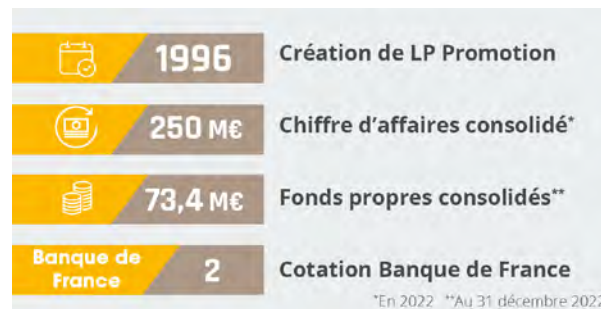 1996 Création de LP Promotion
250 M€ Chiffre d'affaires consolidé*
73,4 M€ Fonds propres consolidés**
Banque de
France
2 Cotation Banque de France
*En 2022 **Au 31 décembre 2022